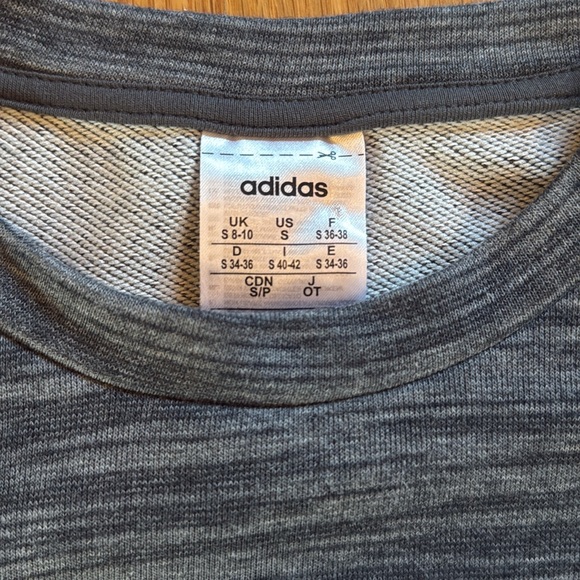 adidas
UK US F
S 8-10 S S 36-38
D I E
S 34-36 S 40-42 S 34-36
CDN J
S/P OT